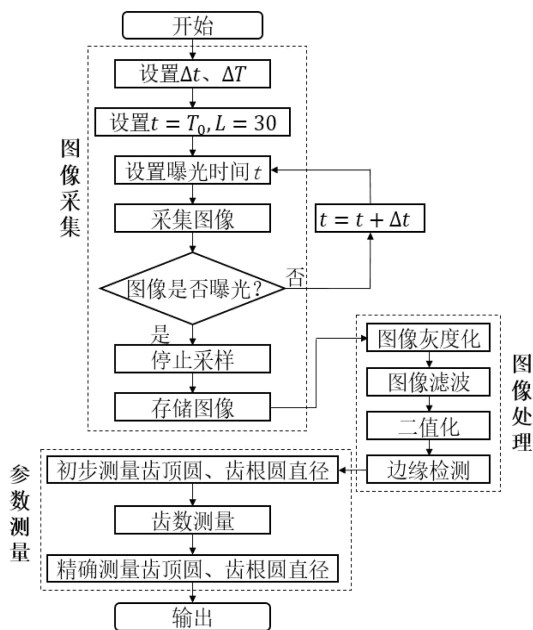 开始
图像采集
设置Δt、ΔT
设置t = T₀, L = 30
设置曝光时间 t
采集图像
t = t + Δt
图像是否曝光？
否
是
停止采样
存储图像
图像处理
图像灰度化
图像滤波
二值化
边缘检测
参数测量
初步测量齿顶圆、齿根圆直径
齿数测量
精确测量齿顶圆、齿根圆直径
输出